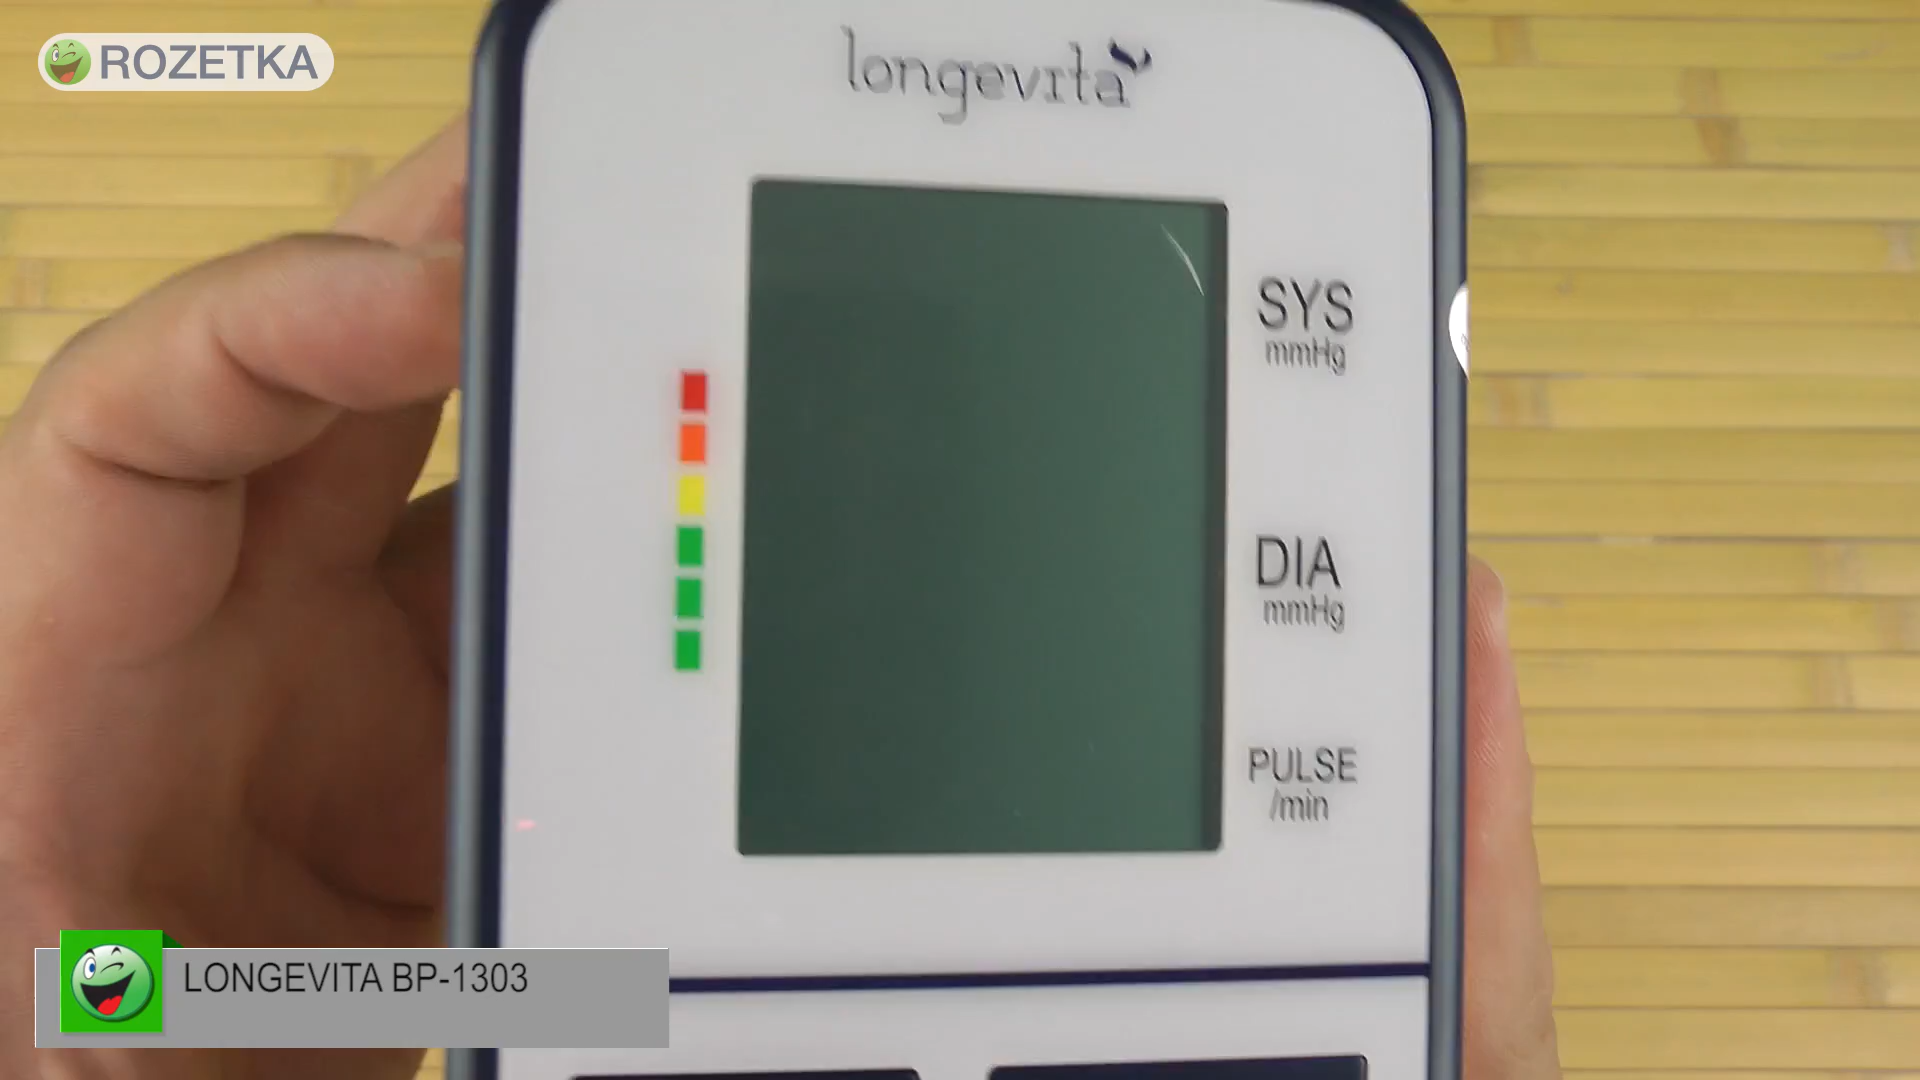 ROZETKA
longevita
SYS
mmHg
DIA
mmHg
PULSE
/min
LONGEVITA BP-1303